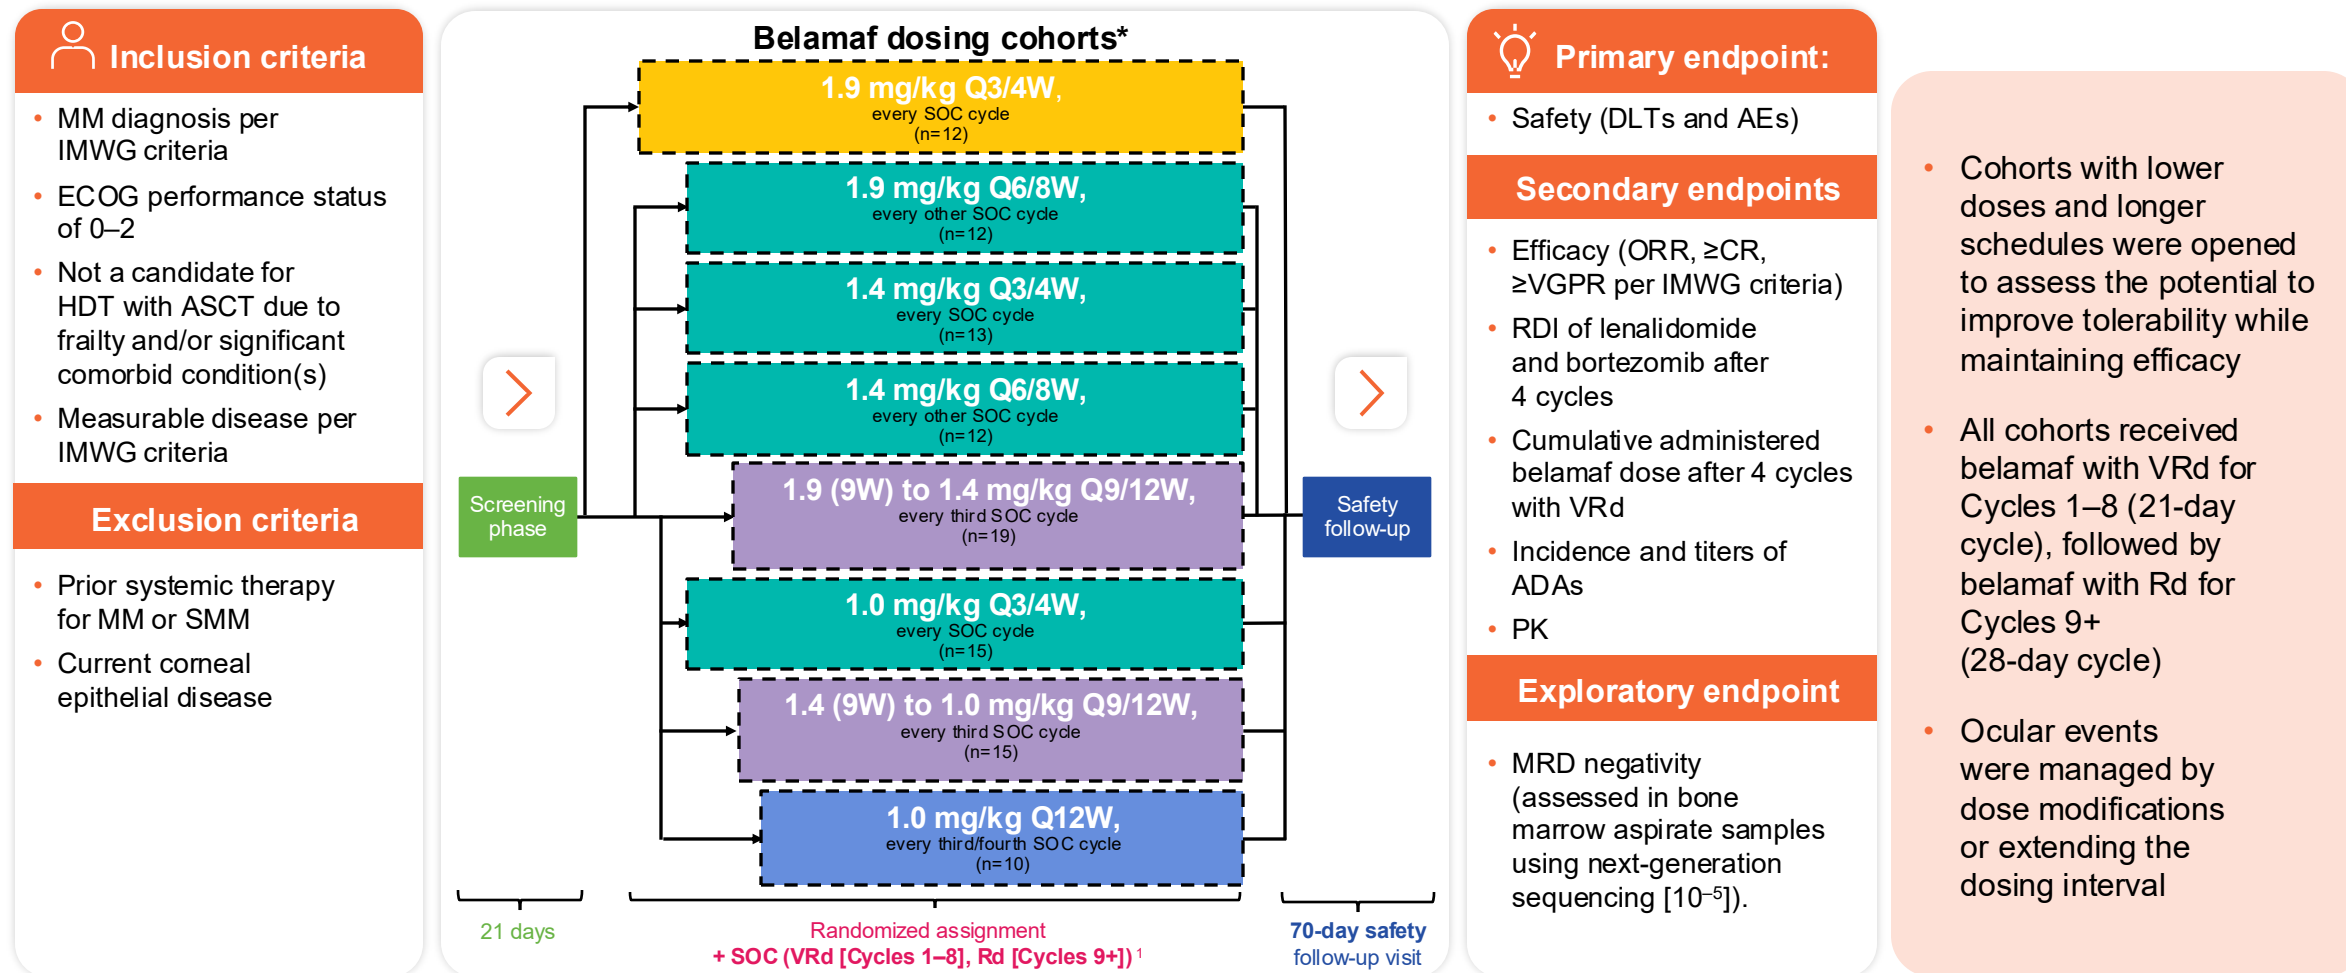 Inclusion criteria
• MM diagnosis per
IMWG criteria
• ECOG performance status
of 0–2
• Not a candidate for
HDT with ASCT due to
frailty and/or significant
comorbid condition(s)
• Measurable disease per
IMWG criteria
Exclusion criteria
• Prior systemic therapy
for MM or SMM
• Current corneal
epithelial disease
Belamaf dosing cohorts*
Screening
phase
1.9 mg/kg Q3/4W,
every SOC cycle
(n=12)
1.9 mg/kg Q6/8W,
every other SOC cycle
(n=12)
1.4 mg/kg Q3/4W,
every SOC cycle
(n=13)
1.4 mg/kg Q6/8W,
every other SOC cycle
(n=12)
1.9 (9W) to 1.4 mg/kg Q9/12W,
every third SOC cycle
(n=19)
1.0 mg/kg Q3/4W,
every SOC cycle
(n=15)
1.4 (9W) to 1.0 mg/kg Q9/12W,
every third SOC cycle
(n=15)
1.0 mg/kg Q12W,
every third/fourth SOC cycle
(n=10)
Safety
follow-up
21 days
Randomized assignment
+ SOC (VRd [Cycles 1–8], Rd [Cycles 9+]) 1
70-day safety
follow-up visit
Primary endpoint:
• Safety (DLTs and AEs)
Secondary endpoints
• Efficacy (ORR, ≥CR,
≥VGPR per IMWG criteria)
• RDI of lenalidomide
and bortezomib after
4 cycles
• Cumulative administered
belamaf dose after 4 cycles
with VRd
• Incidence and titers of
ADAs
• PK
Exploratory endpoint
• MRD negativity
(assessed in bone
marrow aspirate samples
using next-generation
sequencing [10⁻⁵]).
• Cohorts with lower
doses and longer
schedules were opened
to assess the potential to
improve tolerability while
maintaining efficacy
• All cohorts received
belamaf with VRd for
Cycles 1–8 (21-day
cycle), followed by
belamaf with Rd for
Cycles 9+
(28-day cycle)
• Ocular events
were managed by
dose modifications
or extending the
dosing interval